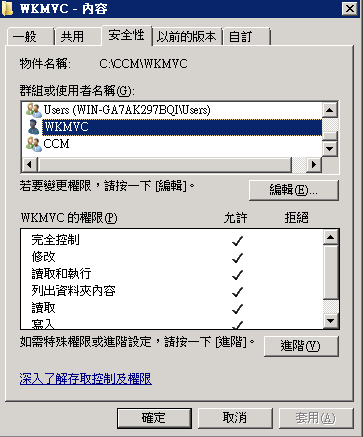 WKMVC - 內容
一般 共用 安全性 以前的版本 自訂
物件名稱: C:\CCM\WKMVC
群組或使用者名稱(G):
Users (WIN-GA7AK297BQI\Users)
WKMVC
CCM
若要變更權限，請按一下 [編輯]。 編輯(E)...
WKMVC 的權限(P) 允許 拒絕
完全控制
修改
讀取和執行
列出資料夾內容
讀取
寫入
如需特殊權限或進階設定，請按一下 [進階]。 進階(V)
深入了解存取控制及權限
確定 取消 套用(A)